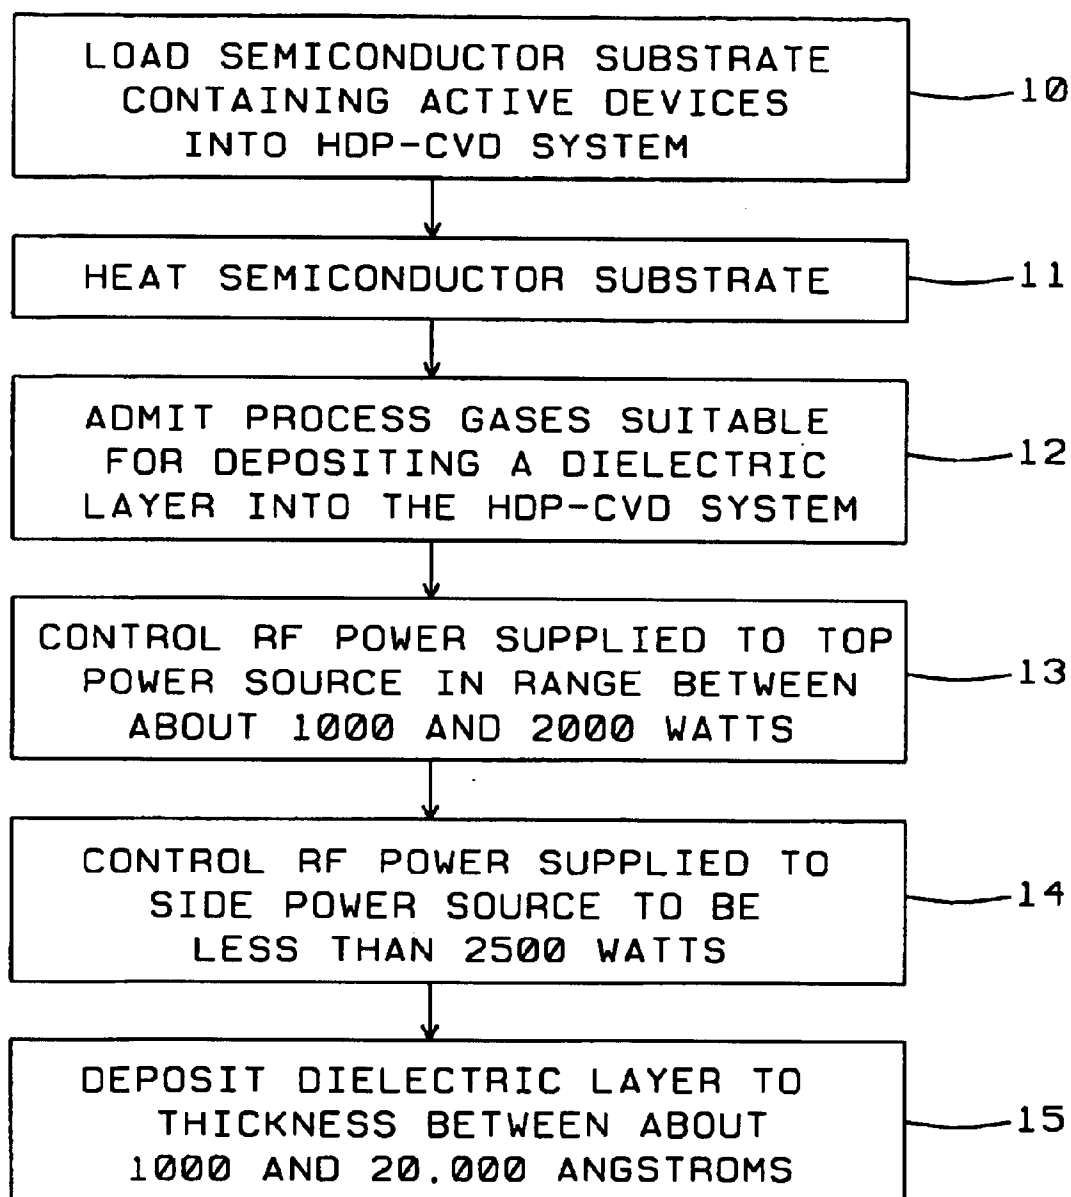 LOAD SEMICONDUCTOR SUBSTRATE
CONTAINING ACTIVE DEVICES
INTO HDP-CVD SYSTEM
10
HEAT SEMICONDUCTOR SUBSTRATE
11
ADMIT PROCESS GASES SUITABLE
FOR DEPOSITING A DIELECTRIC
LAYER INTO THE HDP-CVD SYSTEM
12
CONTROL RF POWER SUPPLIED TO TOP
POWER SOURCE IN RANGE BETWEEN
ABOUT 1000 AND 2000 WATTS
13
CONTROL RF POWER SUPPLIED TO
SIDE POWER SOURCE TO BE
LESS THAN 2500 WATTS
14
DEPOSIT DIELECTRIC LAYER TO
THICKNESS BETWEEN ABOUT
1000 AND 20.000 ANGSTROMS
15